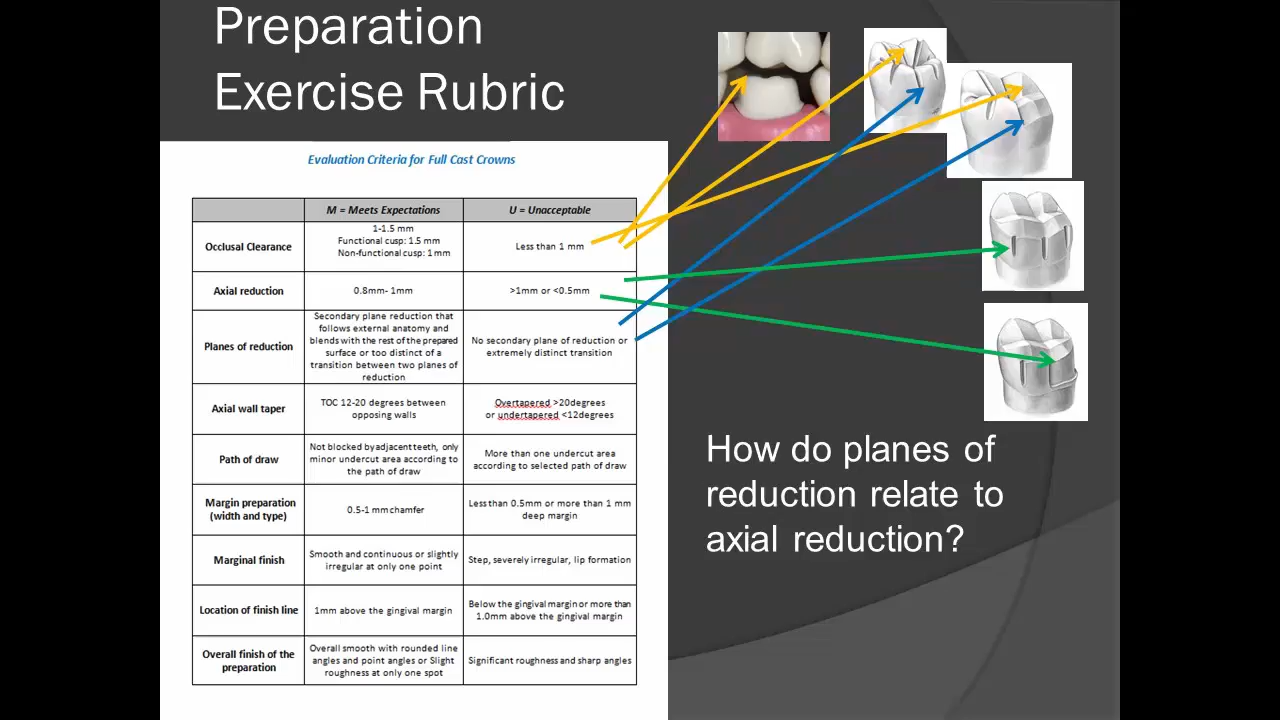 Preparation
Exercise Rubric
Evaluation Criteria for Full Cast Crowns
M = Meets Expectations
U = Unacceptable
Occlusal Clearance
1-1.5 mm
Functional cusp: 1.5 mm
Non-functional cusp: 1 mm
Less than 1 mm
Axial reduction
0.8mm- 1mm
>1mm or <0.5mm
Planes of reduction
Secondary plane reduction that
follows external anatomy and
blends with the rest of the prepared
surface or too distinct of a
transition between two planes of
reduction
No secondary plane of reduction or
extremely distinct transition
Axial wall taper
TOC 12-20 degrees between
opposing walls
Overtapered >20degrees
or undertapered <12degrees
Path of draw
Not blocked by adjacent teeth, only
minor undercut area according to
the path of draw
More than one undercut area
according to selected path of draw
Margin preparation
(width and type)
0.5-1 mm chamfer
Less than 0.5mm or more than 1 mm
deep margin
Marginal finish
Smooth and continuous or slightly
irregular at only one point
Step, severely irregular, lip formation
Location of finish line
1mm above the gingival margin
Below the gingival margin or more than
1.0mm above the gingival margin
Overall finish of the
preparation
Overall smooth with rounded line
angles and point angles or Slight
roughness at only one spot
Significant roughness and sharp angles
How do planes of
reduction relate to
axial reduction?